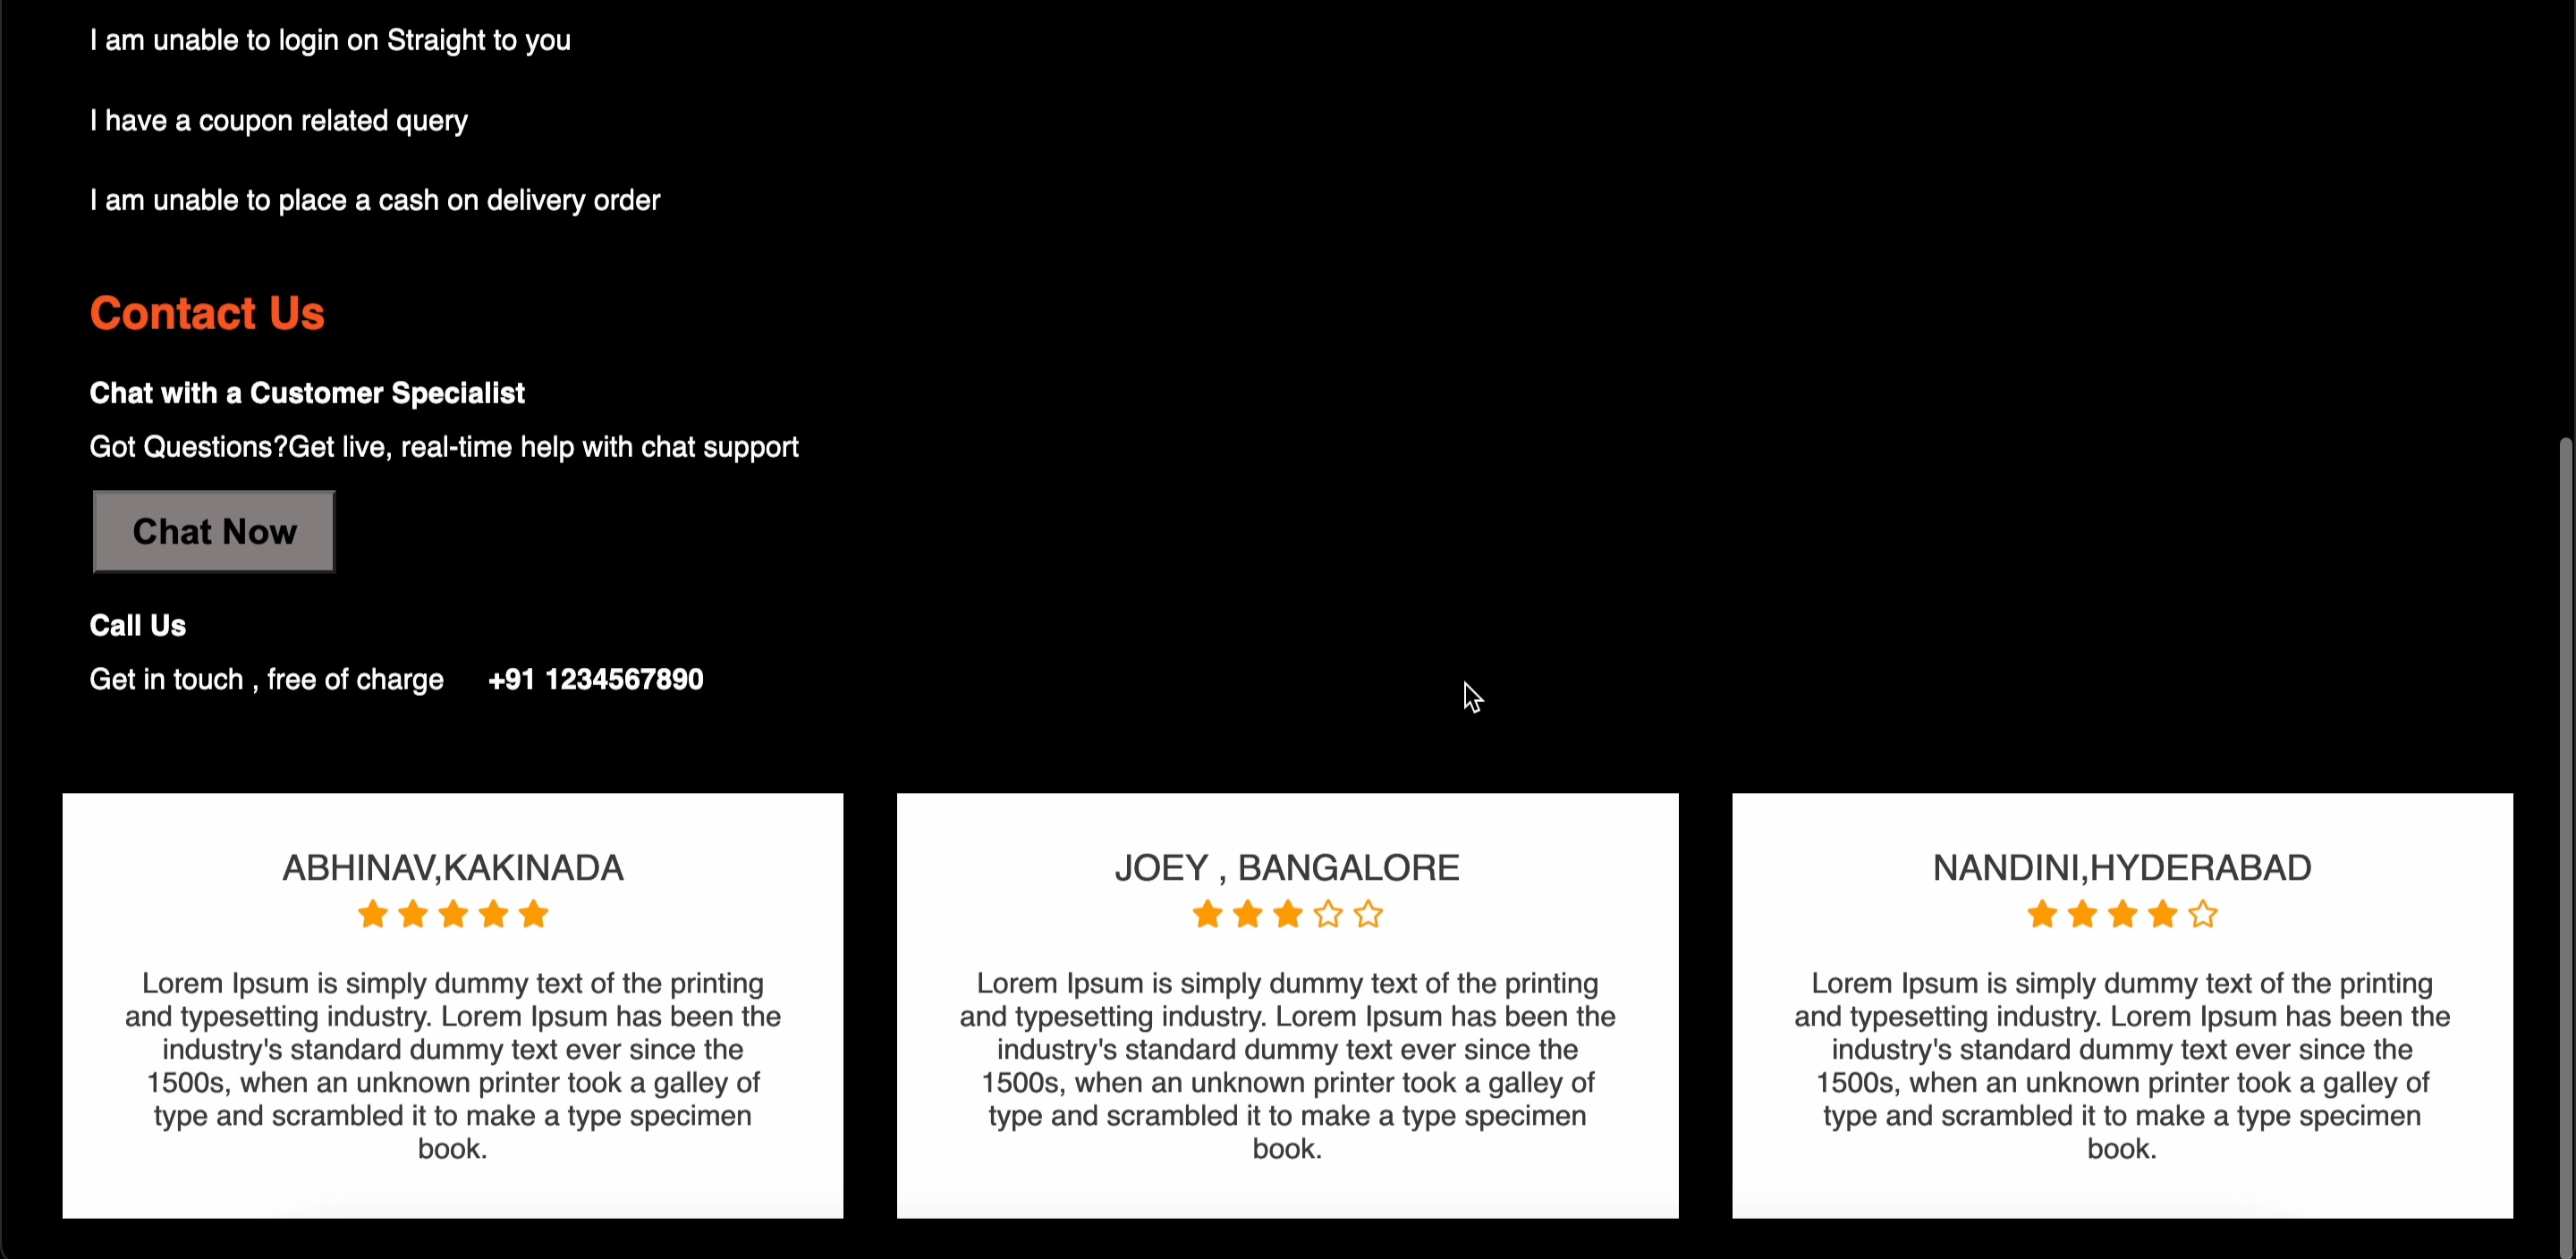 I am unable to login on Straight to you
I have a coupon related query
I am unable to place a cash on delivery order
Contact Us
Chat with a Customer Specialist
Got Questions?Get live, real-time help with chat support
Chat Now
Call Us
Get in touch , free of charge +91 1234567890
ABHINAV,KAKINADA
Lorem Ipsum is simply dummy text of the printing
and typesetting industry. Lorem Ipsum has been the
industry's standard dummy text ever since the
1500s, when an unknown printer took a galley of
type and scrambled it to make a type specimen
book.
JOEY , BANGALORE
Lorem Ipsum is simply dummy text of the printing
and typesetting industry. Lorem Ipsum has been the
industry's standard dummy text ever since the
1500s, when an unknown printer took a galley of
type and scrambled it to make a type specimen
book.
NANDINI,HYDERABAD
Lorem Ipsum is simply dummy text of the printing
and typesetting industry. Lorem Ipsum has been the
industry's standard dummy text ever since the
1500s, when an unknown printer took a galley of
type and scrambled it to make a type specimen
book.